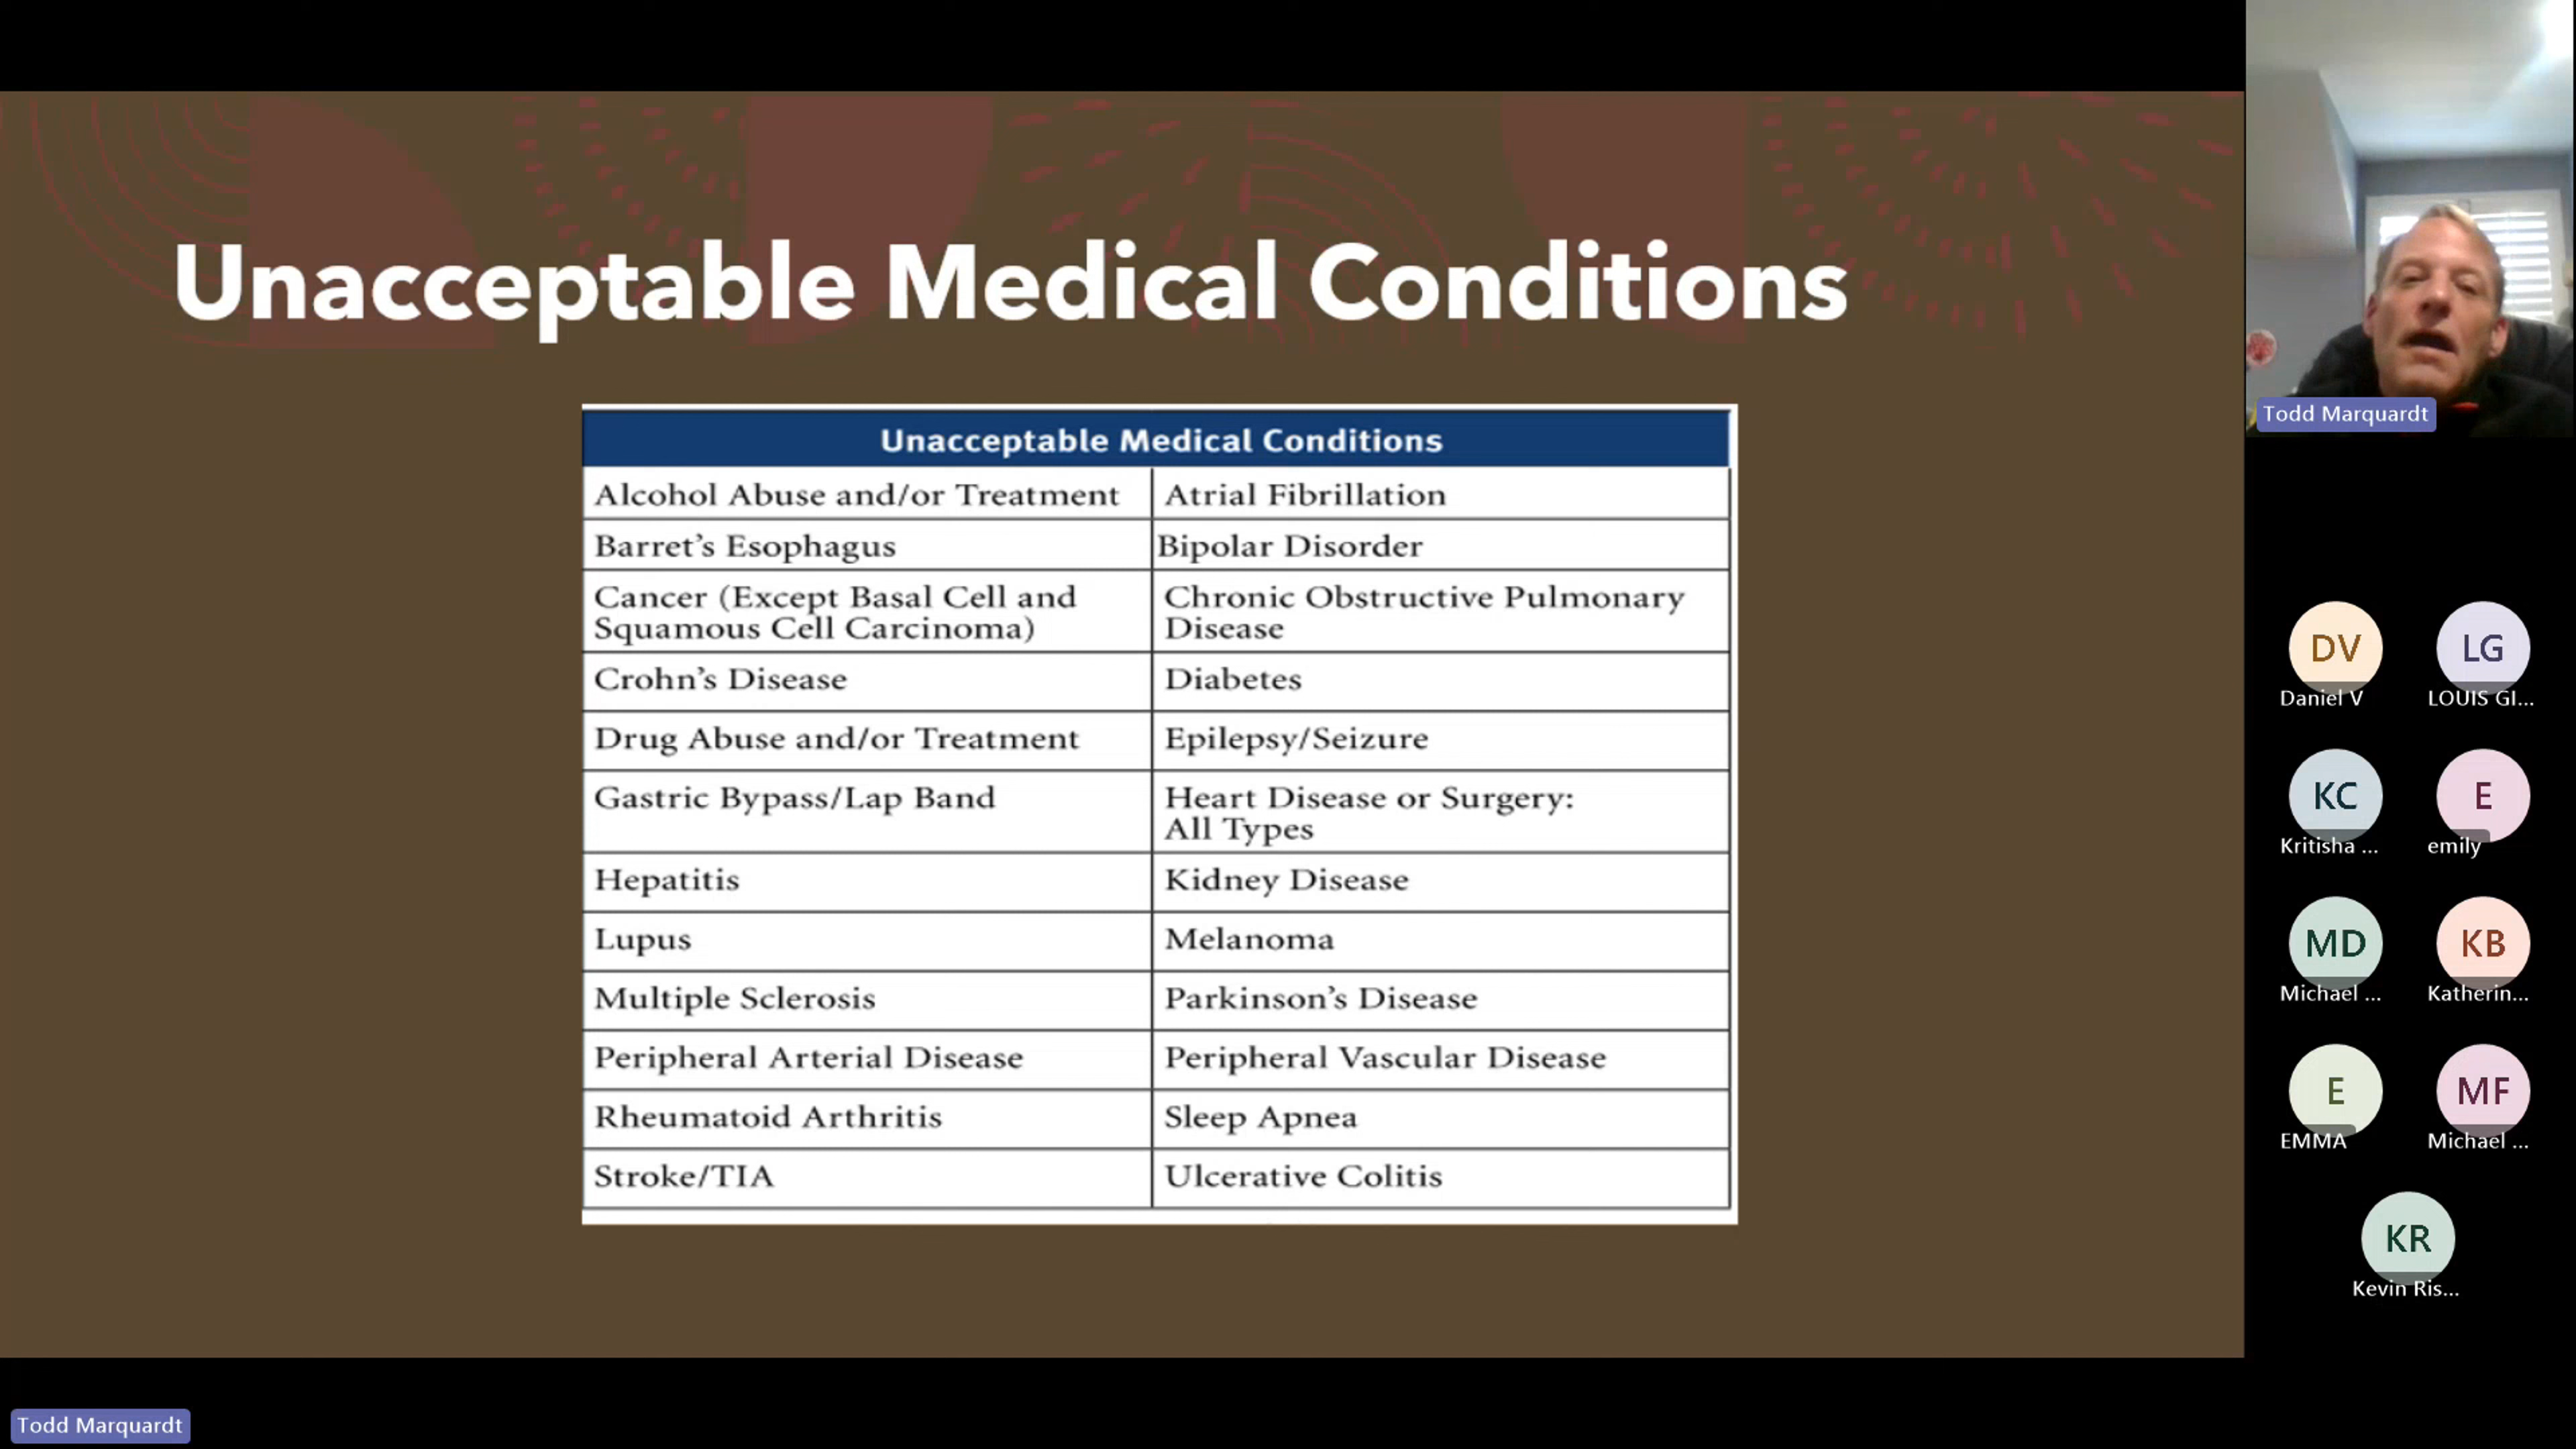 Unacceptable Medical Conditions
Unacceptable Medical Conditions
Alcohol Abuse and/or Treatment
Atrial Fibrillation
Barret’s Esophagus
Bipolar Disorder
Cancer (Except Basal Cell and
Squamous Cell Carcinoma)
Chronic Obstructive Pulmonary
Disease
Crohn’s Disease
Diabetes
Drug Abuse and/or Treatment
Epilepsy/Seizure
Gastric Bypass/Lap Band
Heart Disease or Surgery:
All Types
Hepatitis
Kidney Disease
Lupus
Melanoma
Multiple Sclerosis
Parkinson’s Disease
Peripheral Arterial Disease
Peripheral Vascular Disease
Rheumatoid Arthritis
Sleep Apnea
Stroke/TIA
Ulcerative Colitis
Todd Marquardt
DV
Daniel V
LG
LOUIS GI...
KC
Kritisha ...
E
emily
MD
Michael ...
KB
Katherin...
E
EMMA
MF
Michael ...
KR
Kevin Ris...
Todd Marquardt